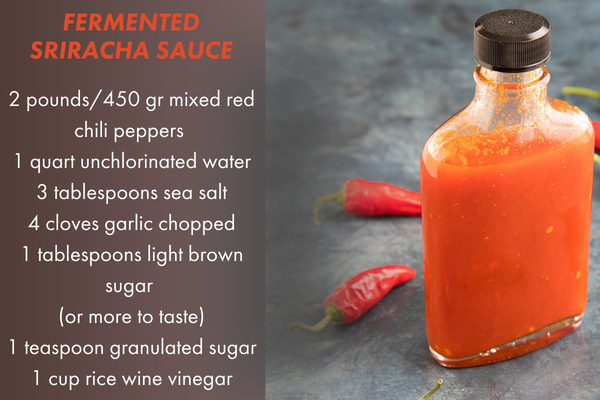 FERMENTED
SRIRACHA SAUCE
2 pounds/450 gr mixed red
chili peppers
1 quart unchlorinated water
3 tablespoons sea salt
4 cloves garlic chopped
1 tablespoons light brown
sugar
(or more to taste)
1 teaspoon granulated sugar
1 cup rice wine vinegar